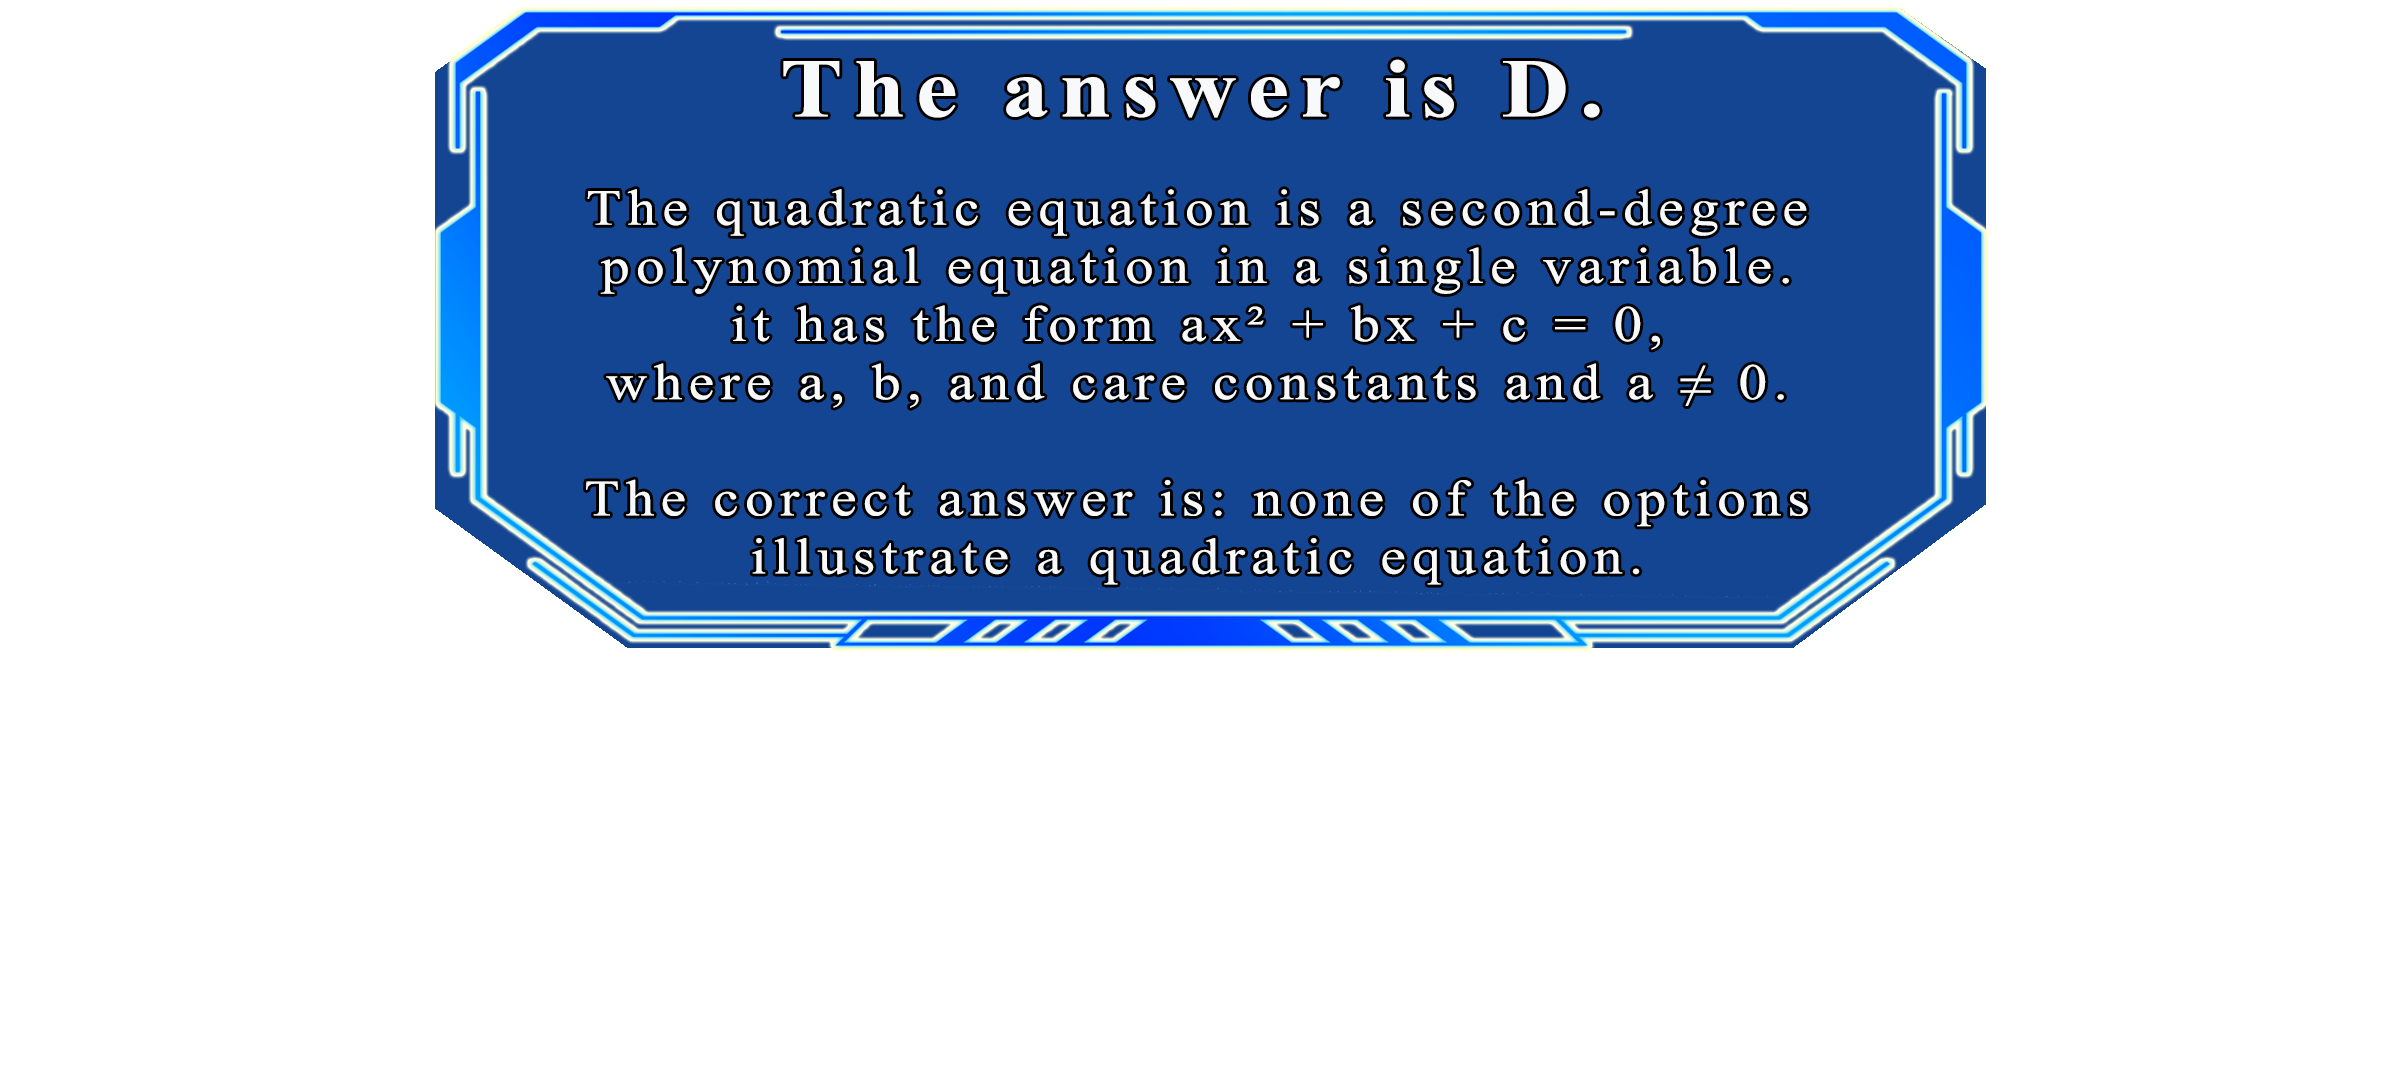 The answer is D.
The quadratic equation is a second-degree
polynomial equation in a single variable.
it has the form ax² + bx + c = 0,
where a, b, and care constants and a ≠ 0.
The correct answer is: none of the options
illustrate a quadratic equation.